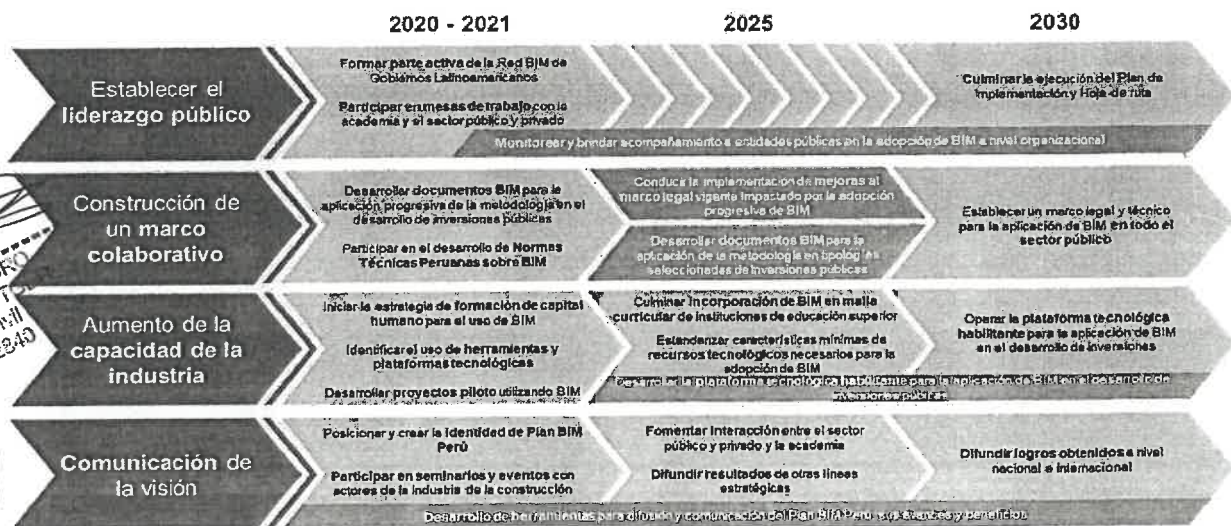 2020 - 2021
2025
2030
Establecer el
liderazgo público
Formar parte activa de la Red BIM de
Gobiernos Latinoamericanos
Participar en mesas de trabajo con la
academia y el sector público y privado
Culminar la ejecución del Plan de
Implementación y Hoja de ruta
Monitorear y brindar acompañamiento a entidades públicas en la adopción de BIM a nivel organizacional
Construcción de
un marco
colaborativo
Desarrollar documentos BIM para la
aplicación progresiva de la metodología en el
desarrollo de inversiones públicas
Participar en el desarrollo de Normas
Técnicas Peruanas sobre BIM
Conducir la implementación de mejoras al
marco legal vigente impactado por la adopción
progresiva de BIM
Desarrollar documentos BIM para la
aplicación de la metodología en tipologías
seleccionadas de inversiones públicas
Establecer un marco legal y técnico
para la aplicación de BIM en todo el
sector público
Aumento de la
capacidad de la
industria
Iniciar la estrategia de formación de capital
humano para el uso de BIM
Identificar el uso de herramientas y
plataformas tecnológicas
Desarrollar proyectos piloto utilizando BIM
Culminar incorporación de BIM en malla
curricular de instituciones de educación superior
Estandarizar características mínimas de
recursos tecnológicos necesarios para la
adopción de BIM
Operar la plataforma tecnológica
habilitante para la aplicación de BIM
en el desarrollo de inversiones
Desarrollar la plataforma tecnológica habilitante para la aplicación de BIM en el desarrollo de
inversiones públicas
Comunicación de
la visión
Posicionar y crear la identidad de Plan BIM
Perú
Participar en seminarios y eventos con
actores de la industria de la construcción
Fomentar interacción entre el sector
público y privado y la academia
Difundir resultados de otras líneas
estratégicas
Difundir logros obtenidos a nivel
nacional e internacional
Desarrollo de herramientas para difusión y comunicación del Plan BIM Perú, sus avances y beneficios